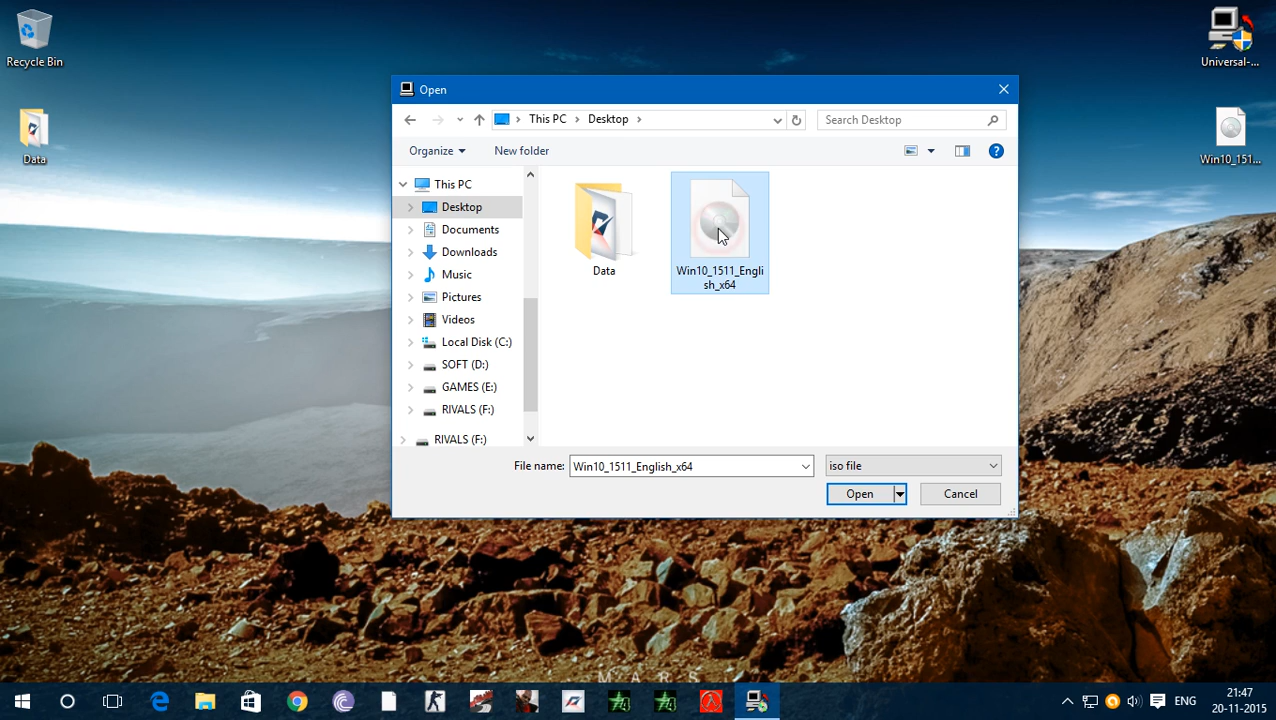 Recycle Bin
Data
Universal-...
Win10_151...
Open
This PC
Desktop
Search Desktop
Organize
New folder
This PC
Desktop
Documents
Downloads
Music
Pictures
Videos
Local Disk (C:)
SOFT (D:)
GAMES (E:)
RIVALS (F:)
RIVALS (F:)
Data
Win10_1511_Engli
sh_x64
File name:
Win10_1511_English_x64
iso file
Open
Cancel
MARS
ENG
21:47
20-11-2015